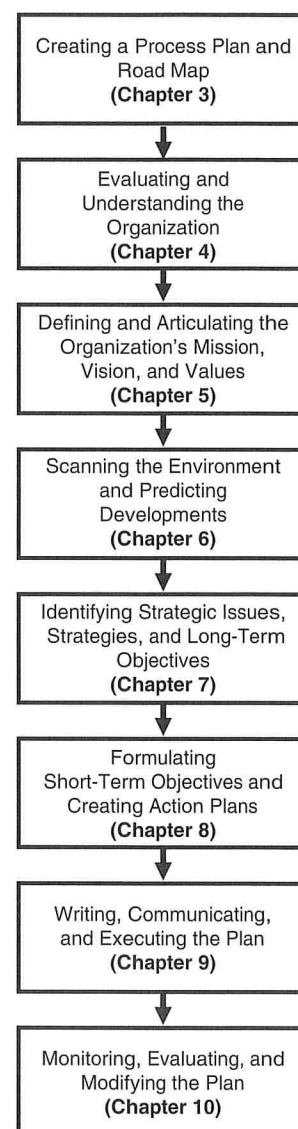 Creating a Process Plan and
Road Map
(Chapter 3)
Evaluating and
Understanding the
Organization
(Chapter 4)
Defining and Articulating the
Organization's Mission,
Vision, and Values
(Chapter 5)
Scanning the Environment
and Predicting
Developments
(Chapter 6)
Identifying Strategic Issues,
Strategies, and Long-Term
Objectives
(Chapter 7)
Formulating
Short-Term Objectives and
Creating Action Plans
(Chapter 8)
Writing, Communicating,
and Executing the Plan
(Chapter 9)
Monitoring, Evaluating, and
Modifying the Plan
(Chapter 10)